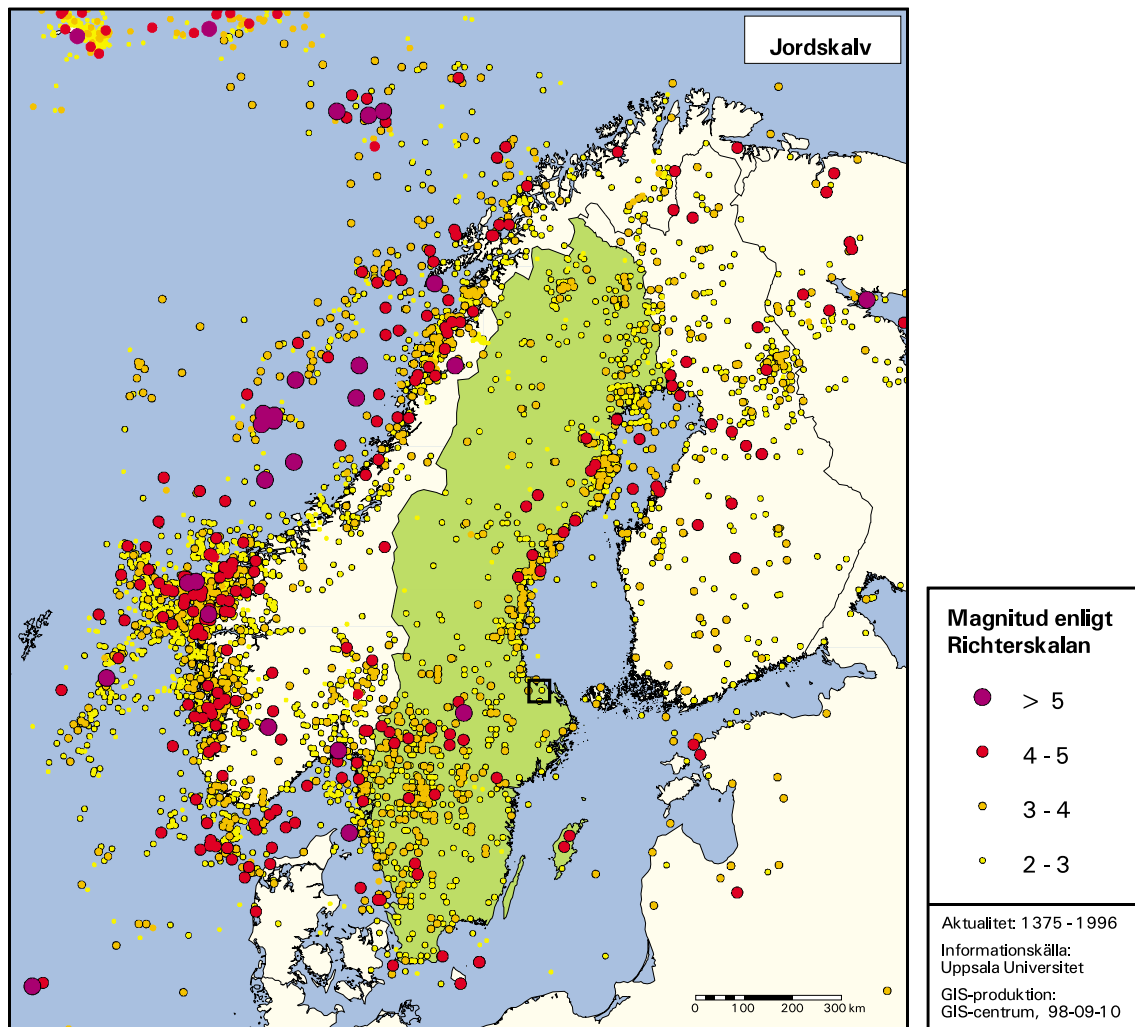 Jordskalv
Magnitud enligt
Richterskalan
> 5
4 - 5
3 - 4
2 - 3
Aktualitet: 1375 - 1996
Informationskälla:
Uppsala Universitet
GIS-produktion:
GIS-centrum, 98-09-10
0 100 200 300 km